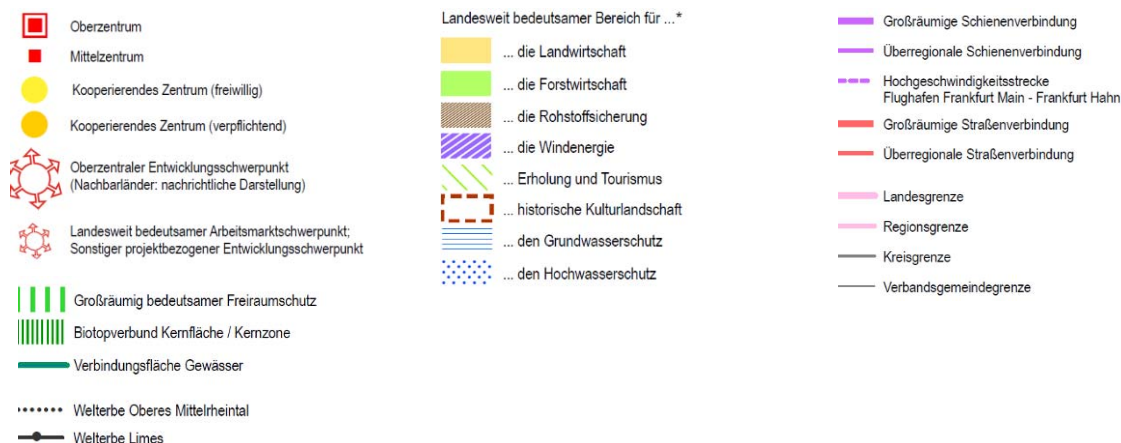 Oberzentrum
Mittelzentrum
Kooperierendes Zentrum (freiwillig)
Kooperierendes Zentrum (verpflichtend)
Oberzentraler Entwicklungsschwerpunkt
(Nachbarländer: nachrichtliche Darstellung)
Landesweit bedeutsamer Arbeitsmarktschwerpunkt;
Sonstiger projektbezogener Entwicklungsschwerpunkt
Großräumig bedeutsamer Freiraumschutz
Biotopverbund Kernfläche / Kernzone
Verbindungsfläche Gewässer
Welterbe Oberes Mittelrheintal
Welterbe Limes
Landesweit bedeutsamer Bereich für ...*
... die Landwirtschaft
... die Forstwirtschaft
... die Rohstoffsicherung
... die Windenergie
... Erholung und Tourismus
... historische Kulturlandschaft
... den Grundwasserschutz
... den Hochwasserschutz
Großräumige Schienenverbindung
Überregionale Schienenverbindung
Hochgeschwindigkeitsstrecke
Flughafen Frankfurt Main - Frankfurt Hahn
Großräumige Straßenverbindung
Überregionale Straßenverbindung
Landesgrenze
Regionsgrenze
Kreisgrenze
Verbandsgemeindegrenze